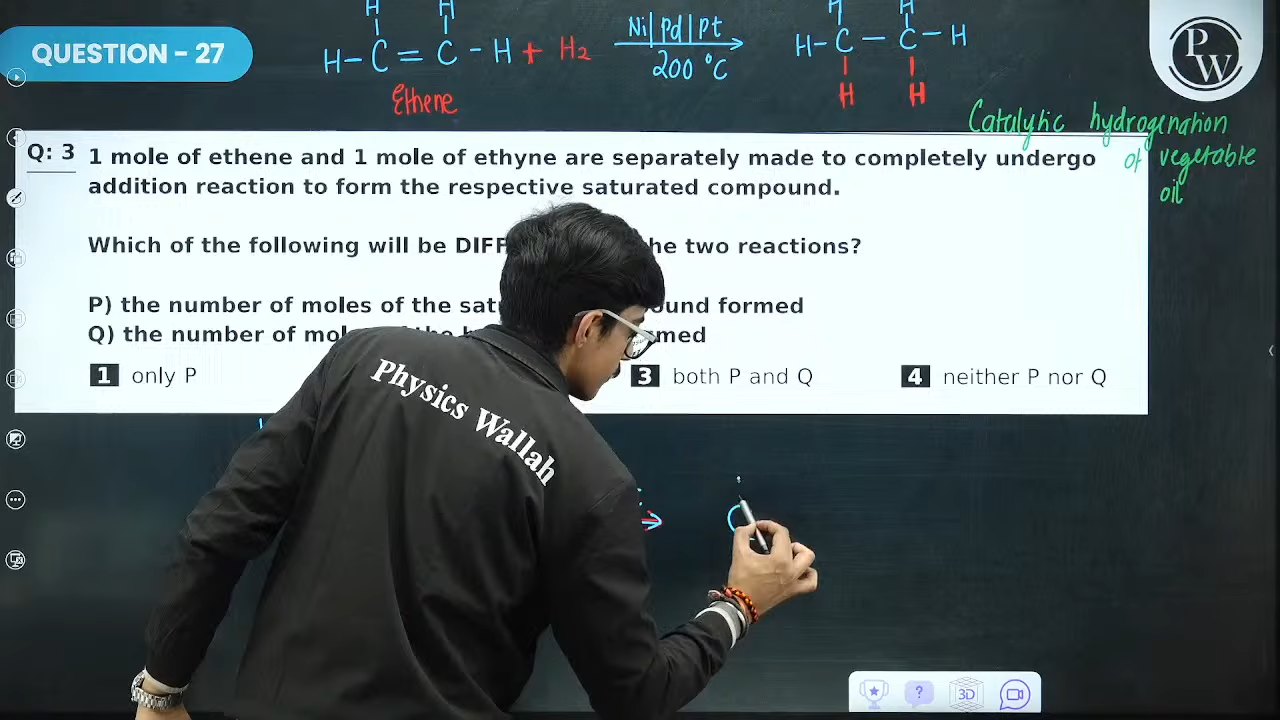 H H H H
QUESTION - 27
H-C=C-H + H₂ Ni|Pd|Pt 200 °C H-C-C-H
H H
Ethene
PW
Catalytic hydrogenation
of vegetable
oil
Q: 3 1 mole of ethene and 1 mole of ethyne are separately made to completely undergo
addition reaction to form the respective saturated compound.
Which of the following will be DIFF he two reactions?
P) the number of moles of the sat ound formed
Q) the number of mol med
1 only P 3 both P and Q 4 neither P nor Q
Physics Wallah
C
3D